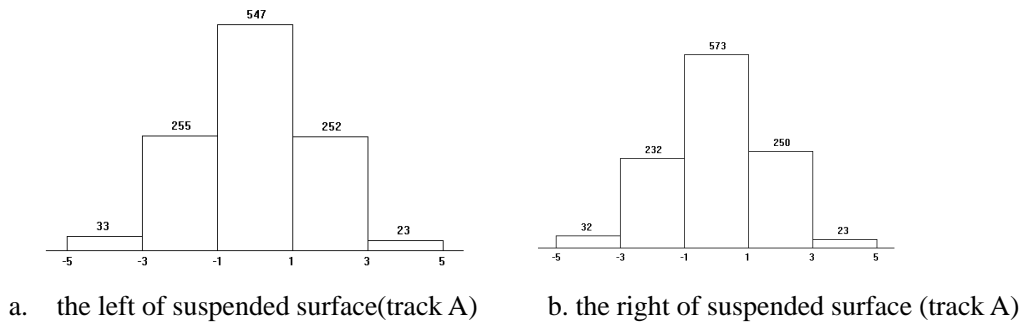 547
255
252
33
23
-5 -3 -1 1 3 5
573
232
250
32
23
-5 -3 -1 1 3 5
a. the left of suspended surface(track A)
b. the right of suspended surface (track A)